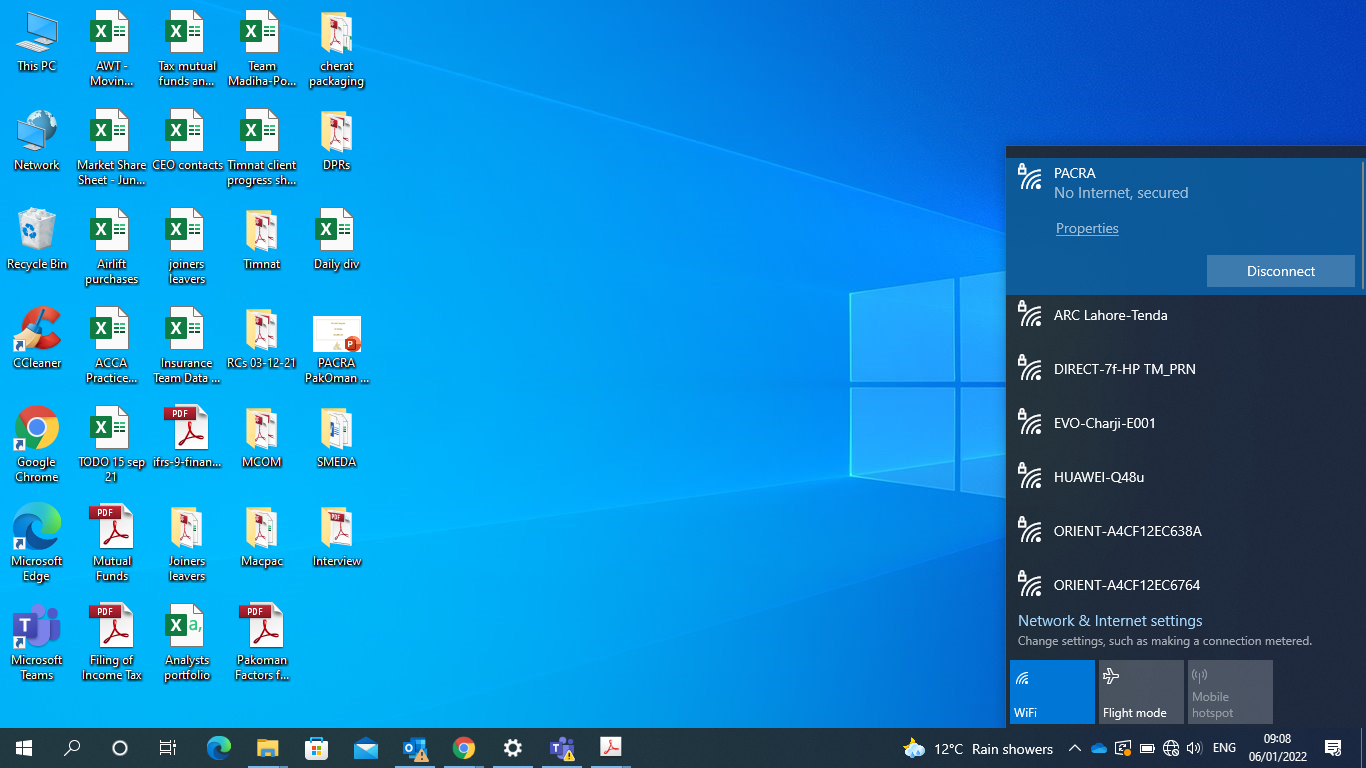 This PC
AWT -
Movin...
Tax mutual
funds an...
Team
Madiha-Po...
cherat
packaging
Network
Market Share
Sheet - Jun...
CEO contacts
Timnat client
progress sh...
DPRs
Recycle Bin
Airlift
purchases
joiners
leavers
Timnat
Daily div
CCleaner
ACCA
Practice...
Insurance
Team Data ...
RCs 03-12-21
PACRA
PakOman ...
Google
Chrome
TODO 15 sep
21
PDF
ifrs-9-finan...
MCOM
SMEDA
Microsoft
Edge
PDF
Mutual
Funds
Joiners
leavers
Macpac
Interview
Microsoft
Teams
PDF
Filing of
Income Tax
Analysts
portfolio
PDF
Pakoman
Factors f...
PACRA
No Internet, secured
Properties
Disconnect
ARC Lahore-Tenda
DIRECT-7f-HP TM_PRN
EVO-Charji-E001
HUAWEI-Q48u
ORIENT-A4CF12EC638A
ORIENT-A4CF12EC6764
Network & Internet settings
Change settings, such as making a connection metered.
WiFi
Flight mode
Mobile
hotspot
12°C Rain showers
ENG
09:08
06/01/2022